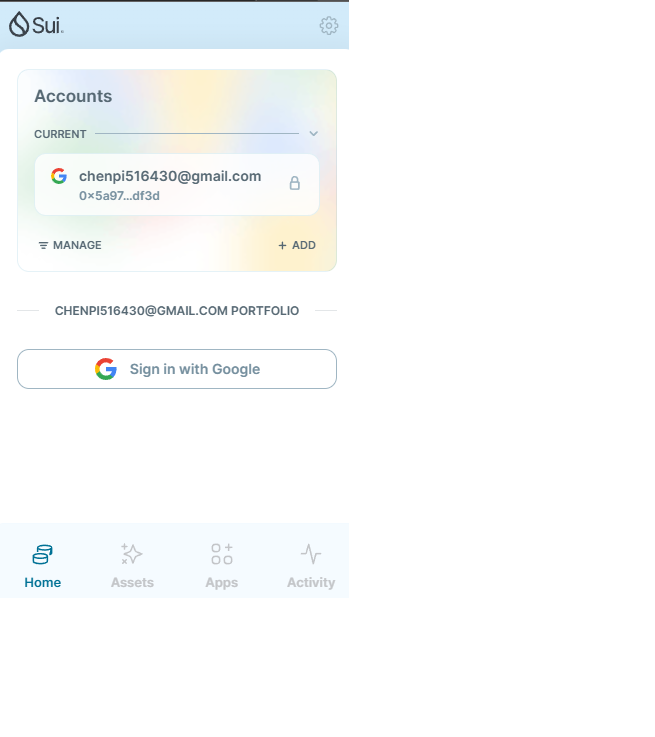 Sui
Accounts
CURRENT
chenpi516430@gmail.com
0×5a97...df3d
MANAGE
+ ADD
CHENPI516430@GMAIL.COM PORTFOLIO
Sign in with Google
Home
Assets
Apps
Activity